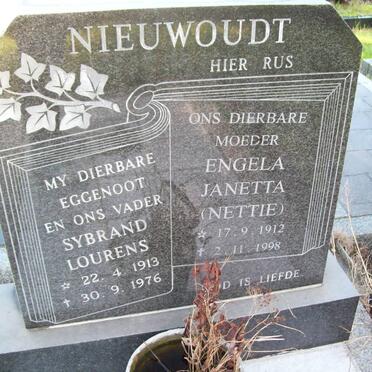 NIEUWOUDT
HIER RUS
MY DIERBARE
EGGENOOT
EN ONS VADER
SYBRAND
LOURENS
☆ 22. 4. 1913
✝ 30. 9. 1976
ONS DIERBARE
MOEDER
ENGELA
JANETTA
(NETTIE)
☆ 17. 9. 1912
✝ 2. 11. 1998
IS LIEFDE